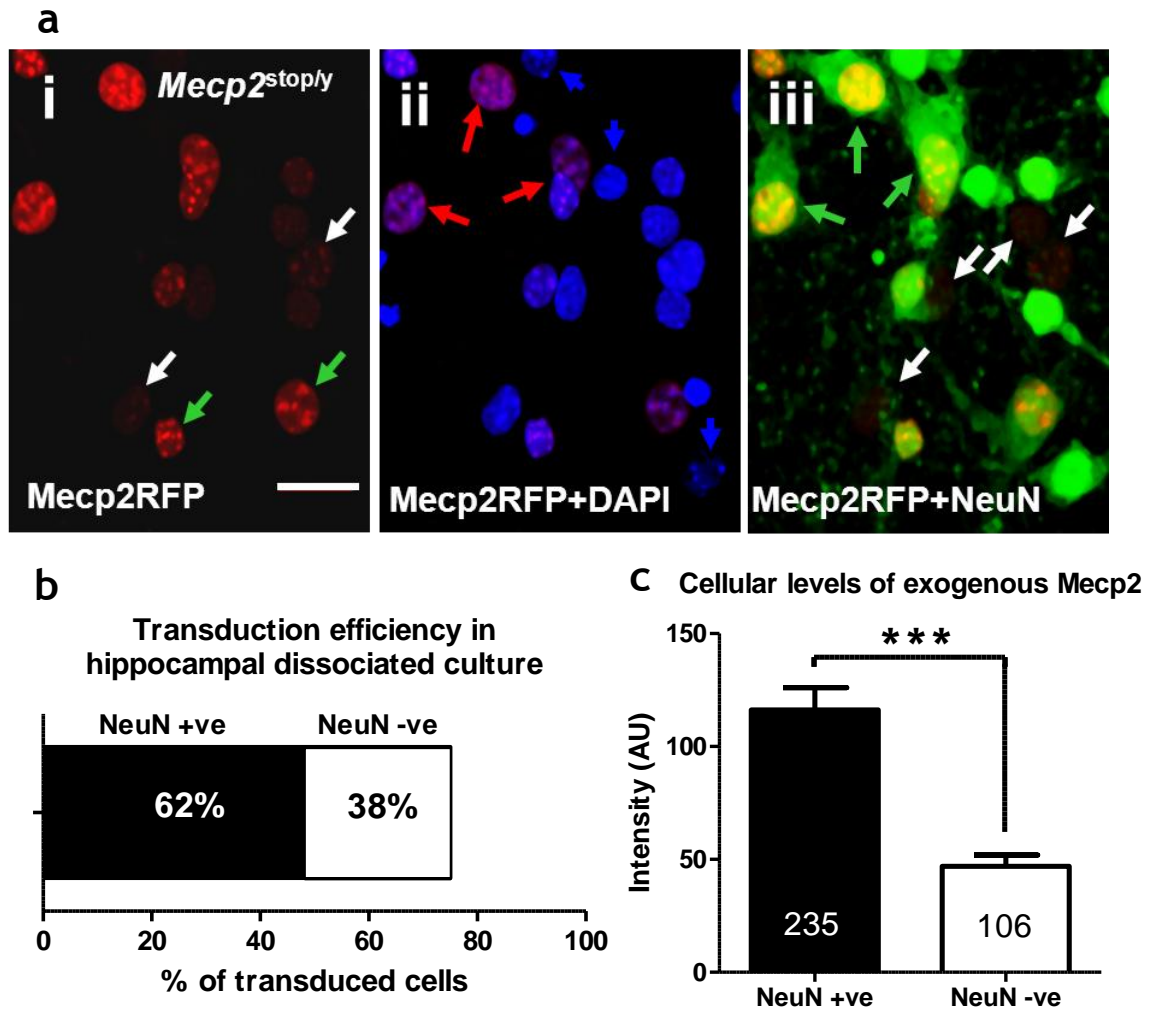 a
i
Mecp2stop/y
Mecp2RFP
ii
Mecp2RFP+DAPI
iii
Mecp2RFP+NeuN
b
Transduction efficiency in
hippocampal dissociated culture
NeuN +ve
NeuN -ve
62%
38%
0
20
40
60
80
100
% of transduced cells
c
Cellular levels of exogenous Mecp2
150
100
50
0
Intensity (AU)
***
235
106
NeuN +ve
NeuN -ve